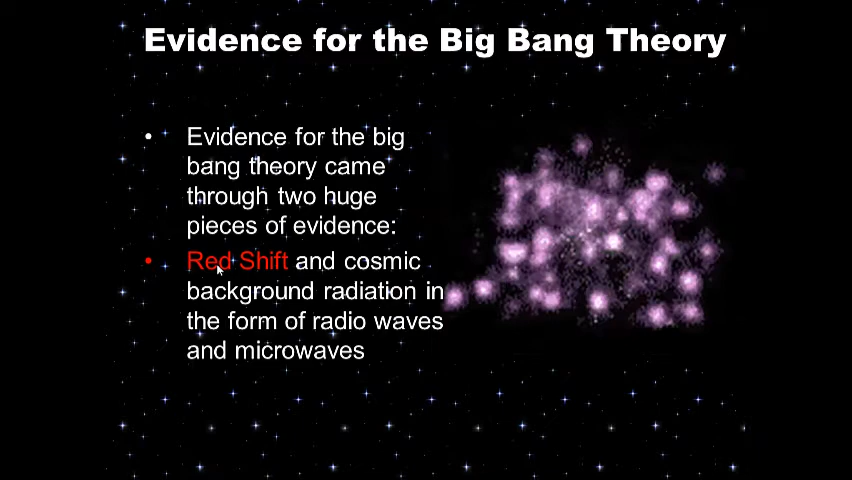 Evidence for the Big Bang Theory
• Evidence for the big
bang theory came
through two huge
pieces of evidence:
• Red Shift and cosmic
background radiation in
the form of radio waves
and microwaves